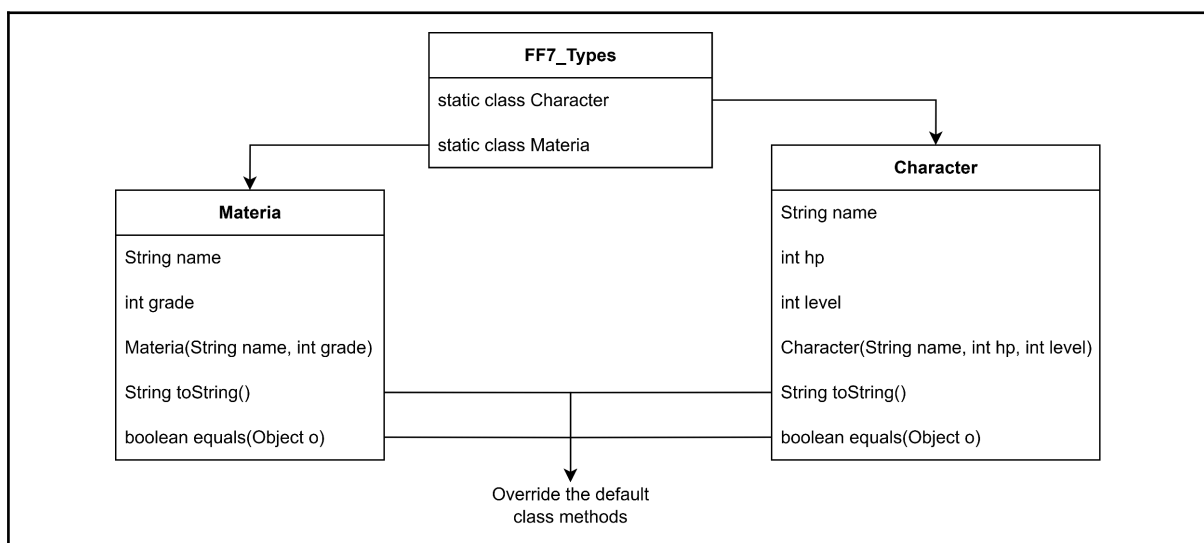 FF7_Types
static class Character
static class Materia
Materia
String name
int grade
Materia(String name, int grade)
String toString()
boolean equals(Object o)
Character
String name
int hp
int level
Character(String name, int hp, int level)
String toString()
boolean equals(Object o)
Override the default
class methods